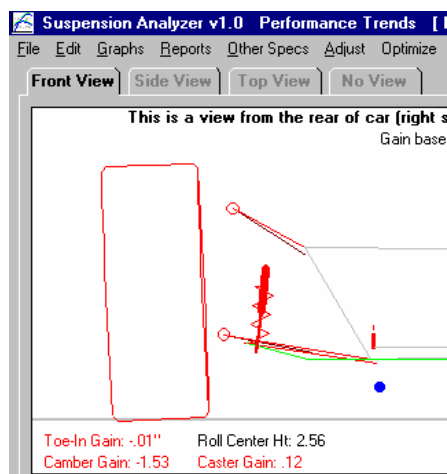 Suspension Analyzer v1.0 Performance Trends [
File Edit Graphs Reports Other Specs Adjust Optimize
Front View Side View Top View No View
This is a view from the rear of car (right s
Gain base
Toe-In Gain: -.01" Roll Center Ht: 2.56
Camber Gain: -1.53 Caster Gain: .12